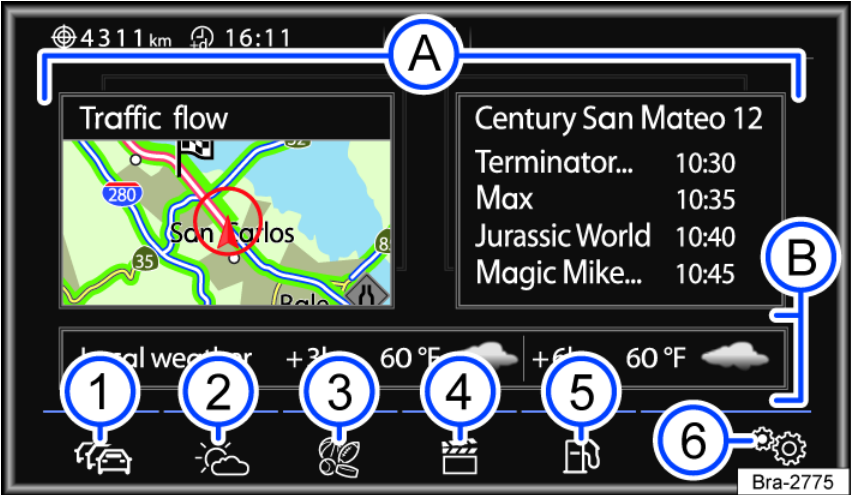 4311 km 16:11
A
Traffic flow
280
San Carlos
35
Century San Mateo 12
Terminator... 10:30
Max 10:35
Jurassic World 10:40
Magic Mike... 10:45
B
weather 60 °F 60 °F
1 2 3 4 5 6
Bra-2775